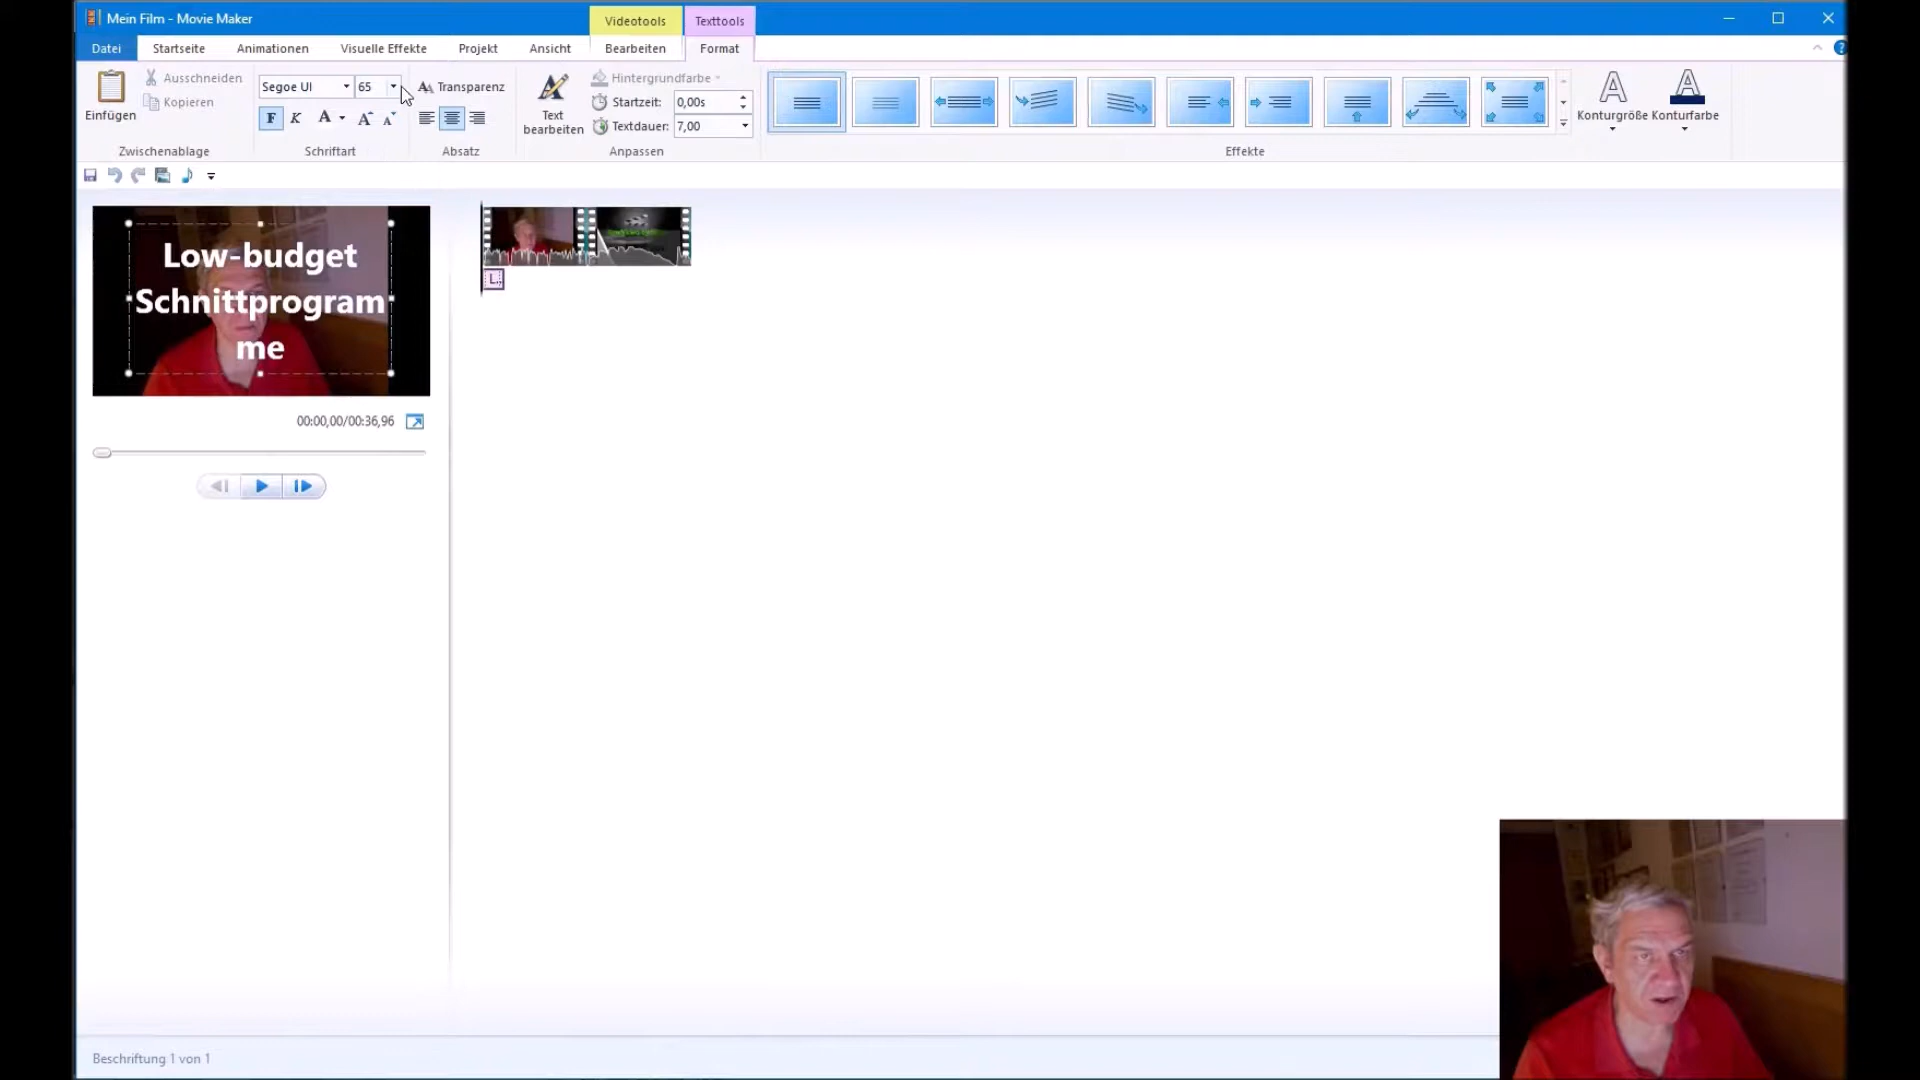 Mein Film - Movie Maker
Videotools
Texttools
Datei
Startseite
Animationen
Visuelle Effekte
Projekt
Ansicht
Bearbeiten
Format
Einfügen
Ausschneiden
Kopieren
Zwischenablage
Segoe UI
65
F
K
A
A
A
Schriftart
Transparenz
Absatz
Text
bearbeiten
Hintergrundfarbe
Startzeit:
0,00s
Textdauer:
7,00
Anpassen
Effekte
Konturgröße
Konturfarbe
Low-budget
Schnittprogram
me
00:00,00/00:36,96
L...
Beschriftung 1 von 1